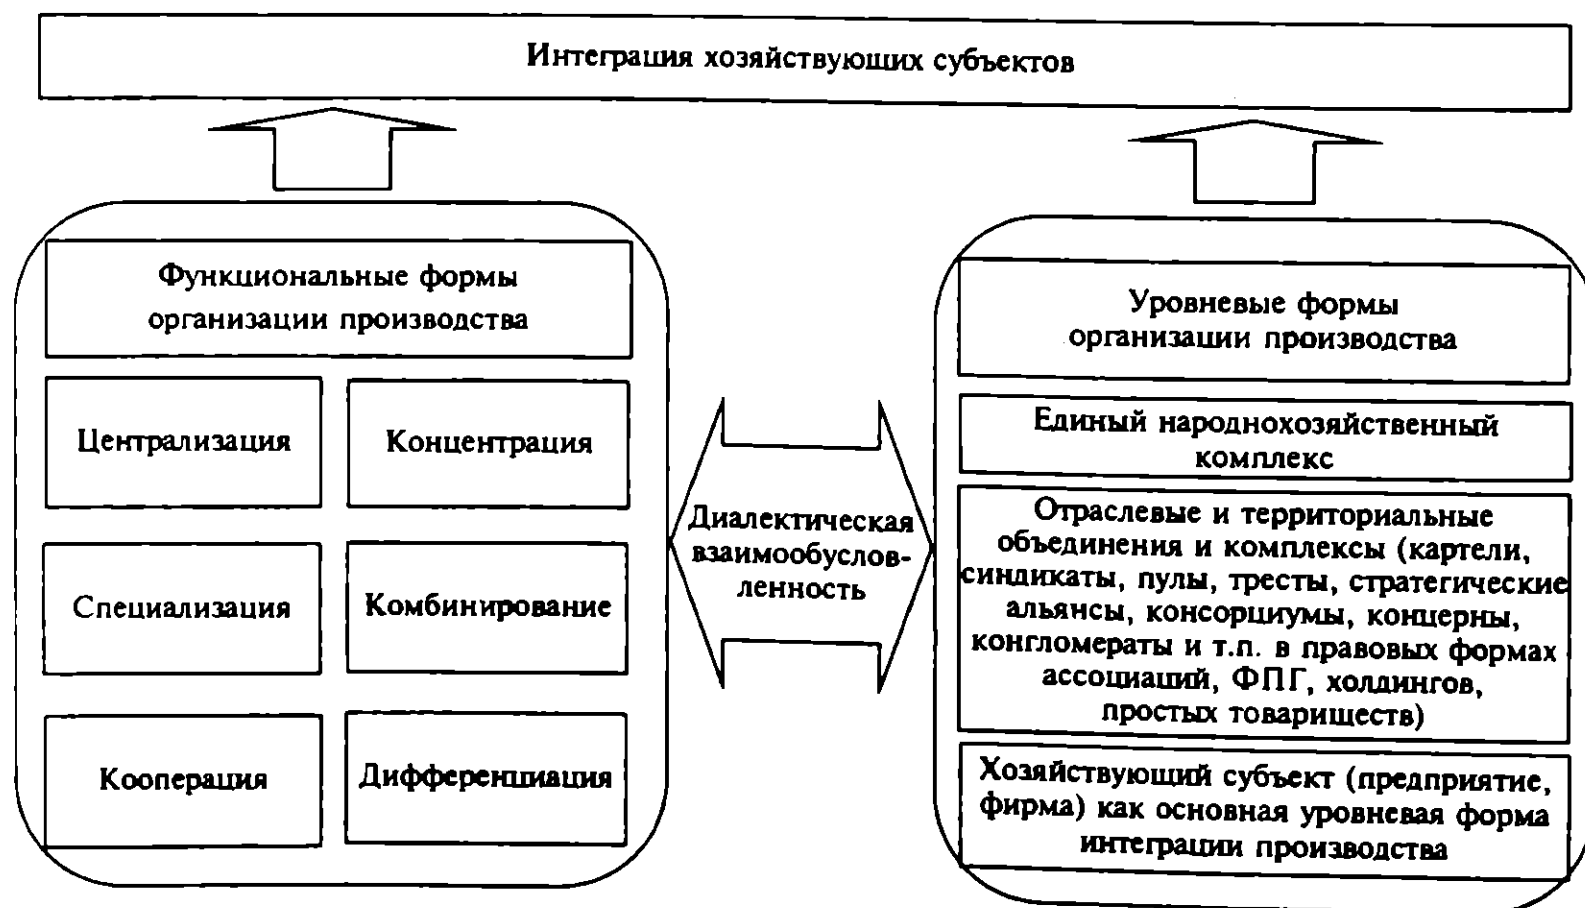 Интеграция хозяйствующих субъектов
Функциональные формы
организации производства
Централизация
Концентрация
Специализация
Комбинирование
Кооперация
Дифференциация
Диалектическая
взаимообуслов-
ленность
Уровневые формы
организации производства
Единый народнохозяйственный
комплекс
Отраслевые и территориальные
объединения и комплексы (картели,
синдикаты, пулы, тресты, стратегические
альянсы, консорциумы, концерны,
конгломераты и т.п. в правовых формах
ассоциаций, ФПГ, холдингов,
простых товариществ)
Хозяйствующий субъект (предприятие,
фирма) как основная уровневая форма
интеграции производства